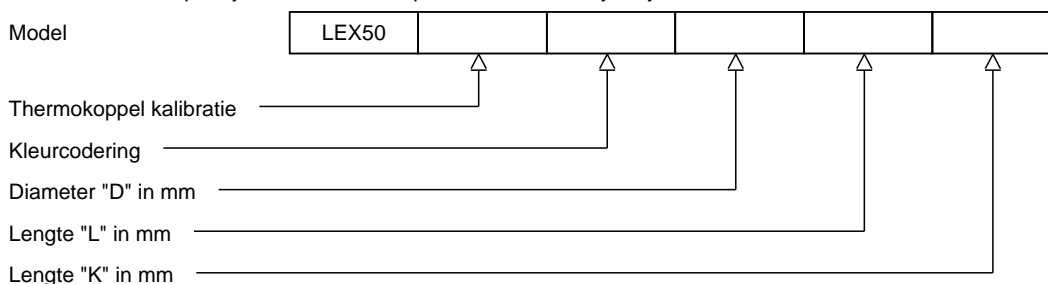 Model LEX50
Thermokoppel kalibratie
Kleurcodering
Diameter "D" in mm
Lengte "L" in mm
Lengte "K" in mm